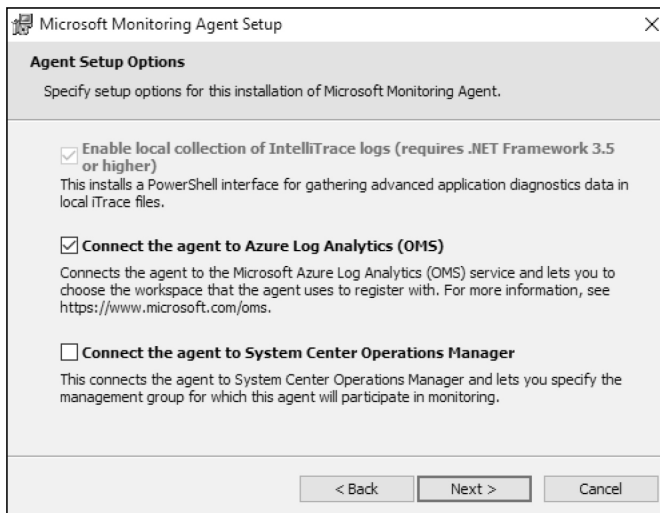 Microsoft Monitoring Agent Setup
Agent Setup Options
Specify setup options for this installation of Microsoft Monitoring Agent.
Enable local collection of IntelliTrace logs (requires .NET Framework 3.5
or higher)
This installs a PowerShell interface for gathering advanced application diagnostics data in
local iTrace files.
Connect the agent to Azure Log Analytics (OMS)
Connects the agent to the Microsoft Azure Log Analytics (OMS) service and lets you to
choose the workspace that the agent uses to register with. For more information, see
https://www.microsoft.com/oms.
Connect the agent to System Center Operations Manager
This connects the agent to System Center Operations Manager and lets you specify the
management group for which this agent will participate in monitoring.
< Back Next > Cancel